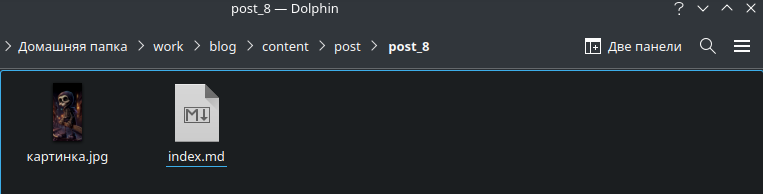 post_8 — Dolphin
Домашняя папка work blog content post post_8 Две панели
картинка.jpg index.md